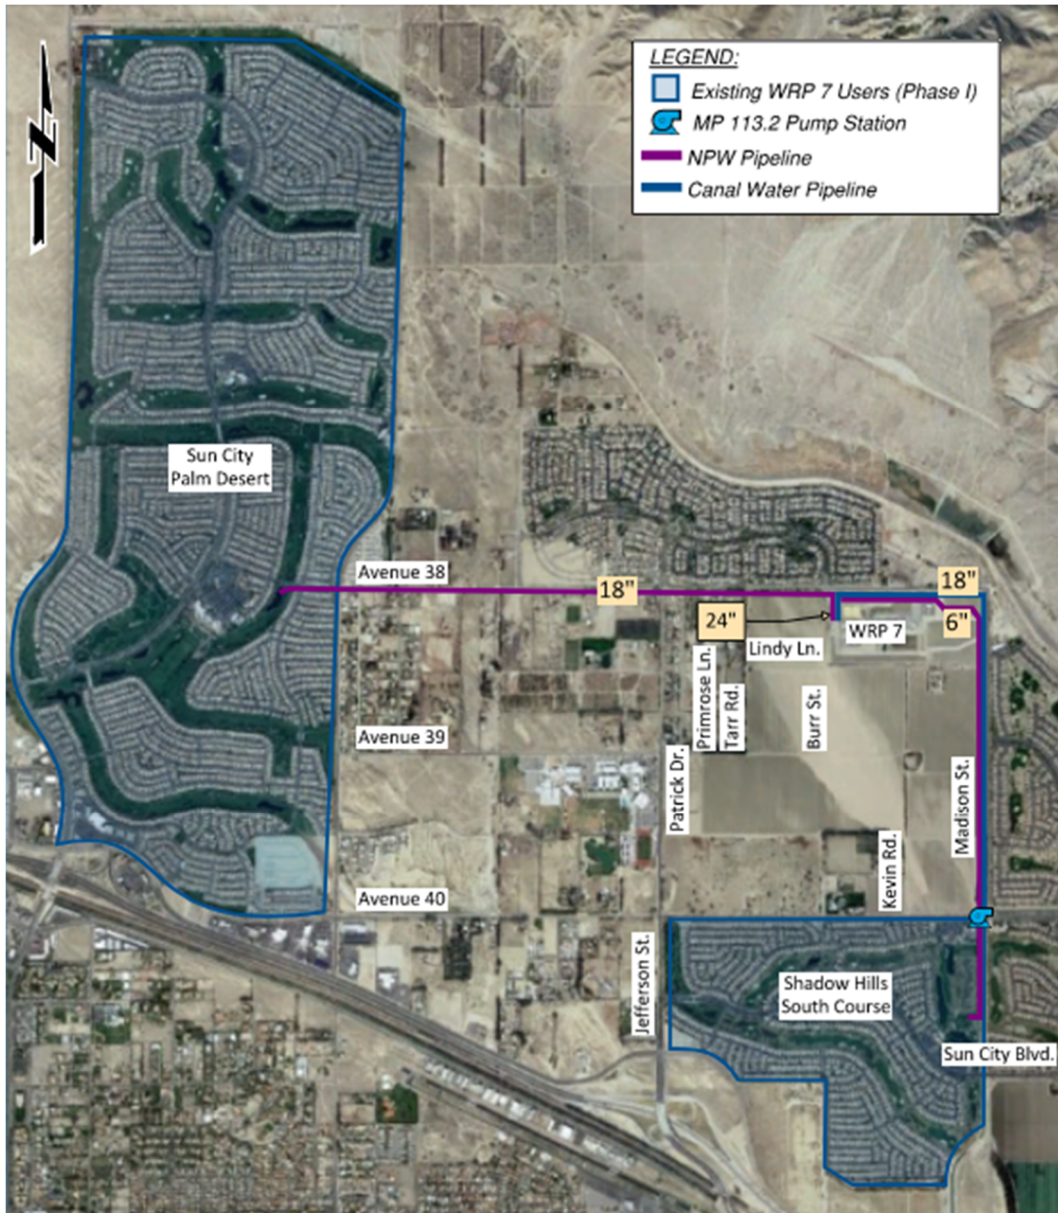 LEGEND:
Existing WRP 7 Users (Phase I)
MP 113.2 Pump Station
NPW Pipeline
Canal Water Pipeline
N
Sun City
Palm Desert
Avenue 38
18"
18"
24"
6"
WRP 7
Lindy Ln.
Primrose Ln.
Tarr Rd.
Burr St.
Avenue 39
Patrick Dr.
Madison St.
Kevin Rd.
Avenue 40
Jefferson St.
Shadow Hills
South Course
Sun City Blvd.